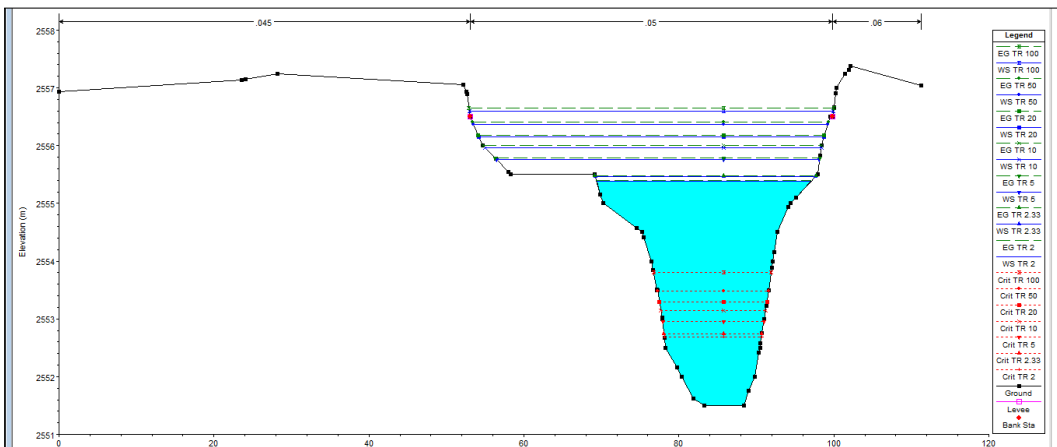 .045
.05
.06
2558
2557
2556
2555
2554
2553
2552
2551
Elevation (m)
0
20
40
60
80
100
120
Legend
EG TR 100
WS TR 100
EG TR 50
WS TR 50
EG TR 20
WS TR 20
EG TR 10
WS TR 10
EG TR 5
WS TR 5
EG TR 2.33
WS TR 2.33
EG TR 2
WS TR 2
Crit TR 100
Crit TR 50
Crit TR 20
Crit TR 10
Crit TR 5
Crit TR 2.33
Crit TR 2
Ground
Levee
Bank Sta